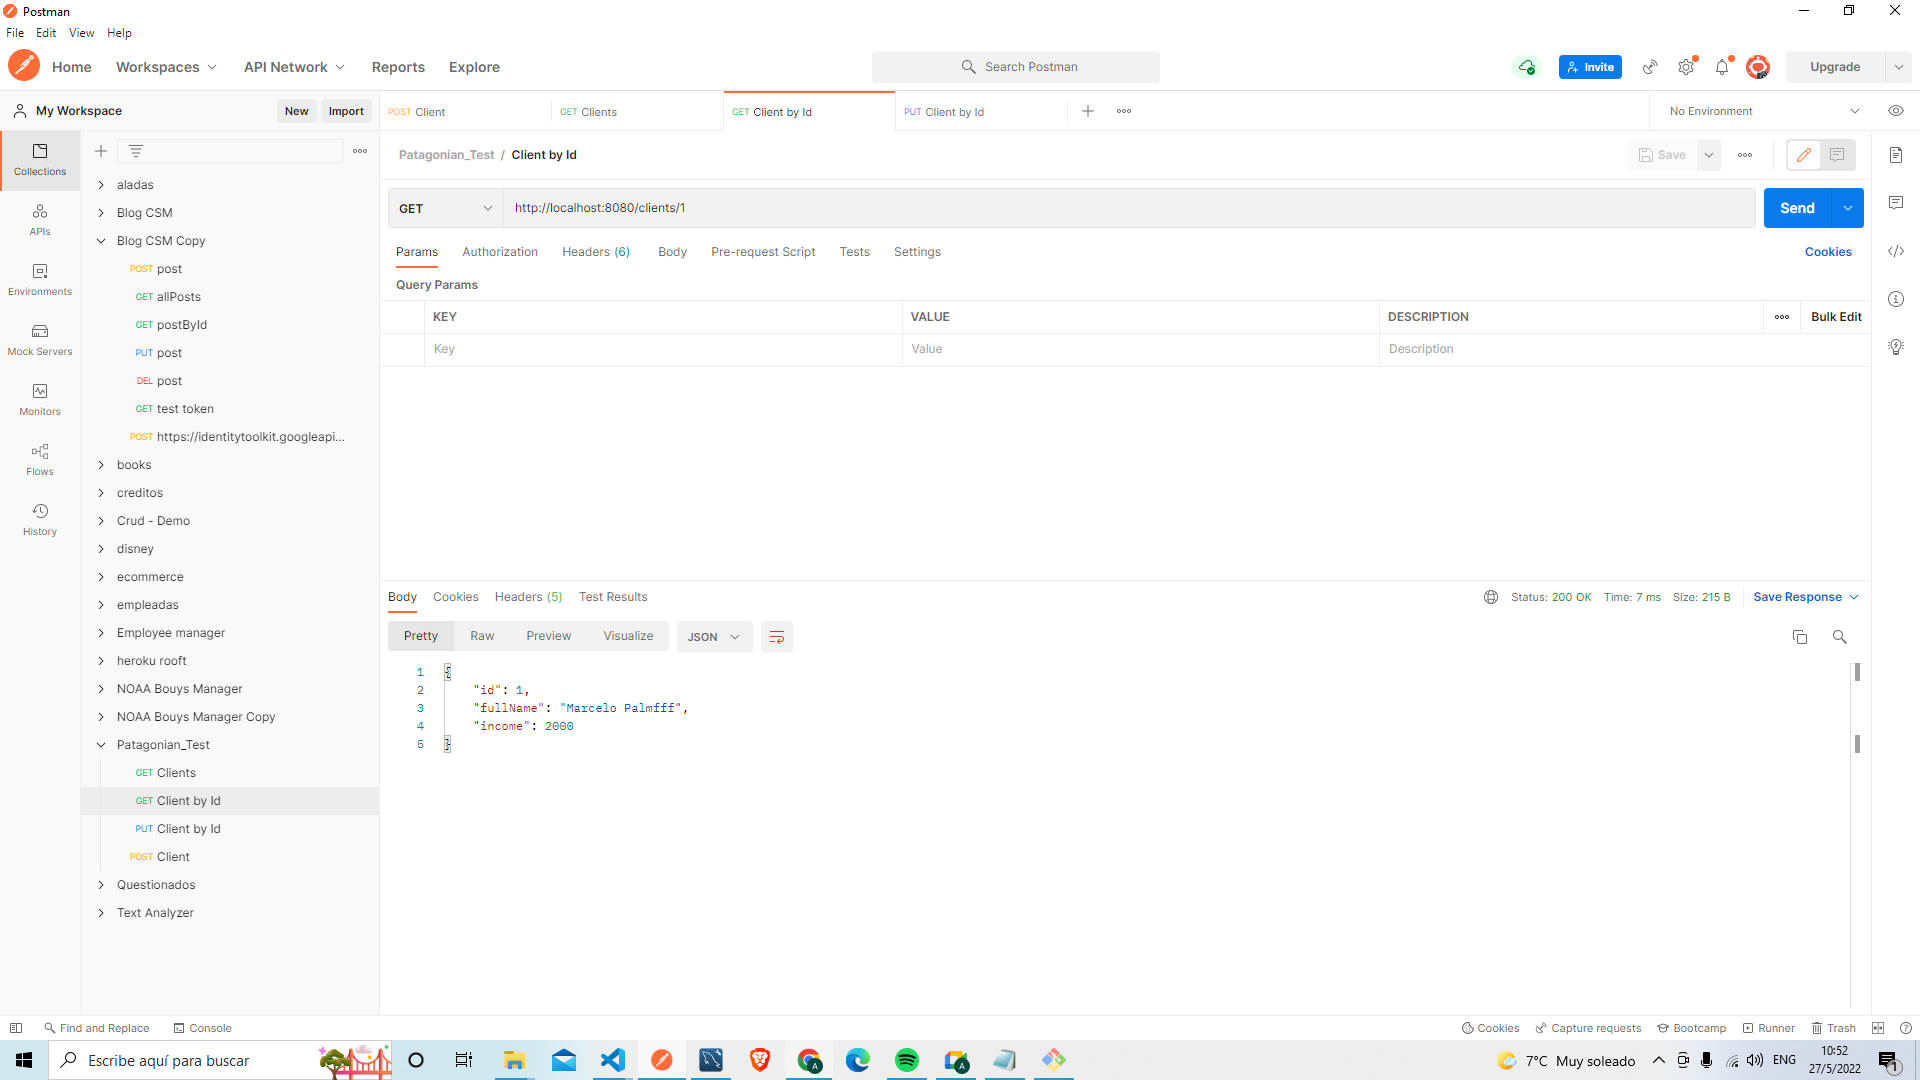 Postman
File Edit View Help
Home Workspaces API Network Reports Explore Search Postman Invite Upgrade
My Workspace New Import POST Client GET Clients GET Client by Id PUT Client by Id No Environment
Patagonian_Test / Client by Id Save
GET http://localhost:8080/clients/1 Send
Params Authorization Headers (6) Body Pre-request Script Tests Settings Cookies
Query Params
KEY VALUE DESCRIPTION Bulk Edit
Key Value Description
Collections
APIs
Environments
Mock Servers
Monitors
Flows
History
aladas
Blog CSM
Blog CSM Copy
POST post
GET allPosts
GET postById
PUT post
DEL post
GET test token
POST https://identitytoolkit.googleapi...
books
creditos
Crud - Demo
disney
ecommerce
empleadas
Employee manager
heroku rooft
NOAA Bouys Manager
NOAA Bouys Manager Copy
Patagonian_Test
GET Clients
GET Client by Id
PUT Client by Id
POST Client
Questionados
Text Analyzer
Body Cookies Headers (5) Test Results Status: 200 OK Time: 7 ms Size: 215 B Save Response
Pretty Raw Preview Visualize JSON
1 {
2 "id": 1,
3 "fullName": "Marcelo Palmfff",
4 "income": 2000
5 }
Find and Replace Console Cookies Capture requests Bootcamp Runner Trash
Escribe aquí para buscar 7°C Muy soleado ENG 10:52
27/5/2022 1